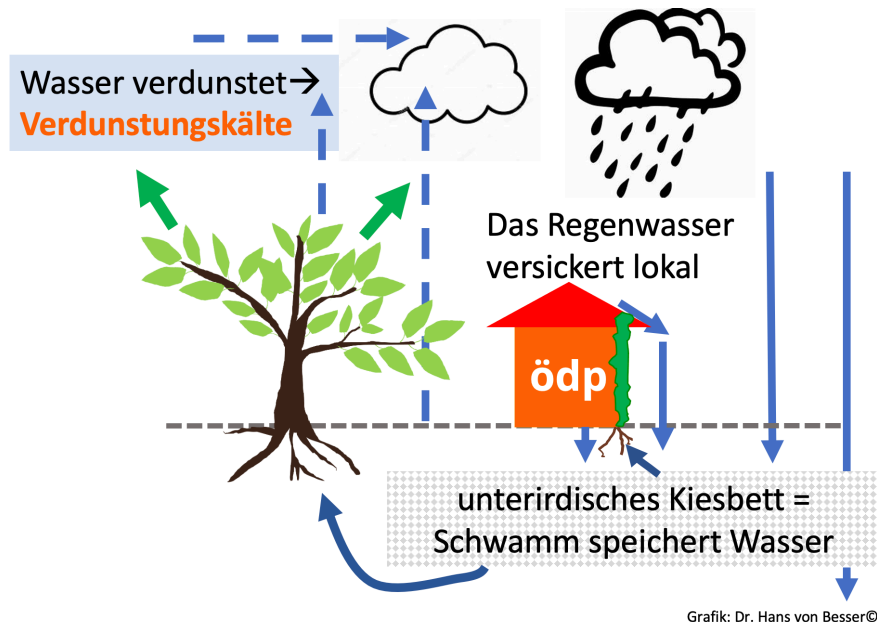 Wasser verdunstet→
Verdunstungskälte
Das Regenwasser
versickert lokal
ödp
unterirdisches Kiesbett =
Schwamm speichert Wasser
Grafik: Dr. Hans von Besser©